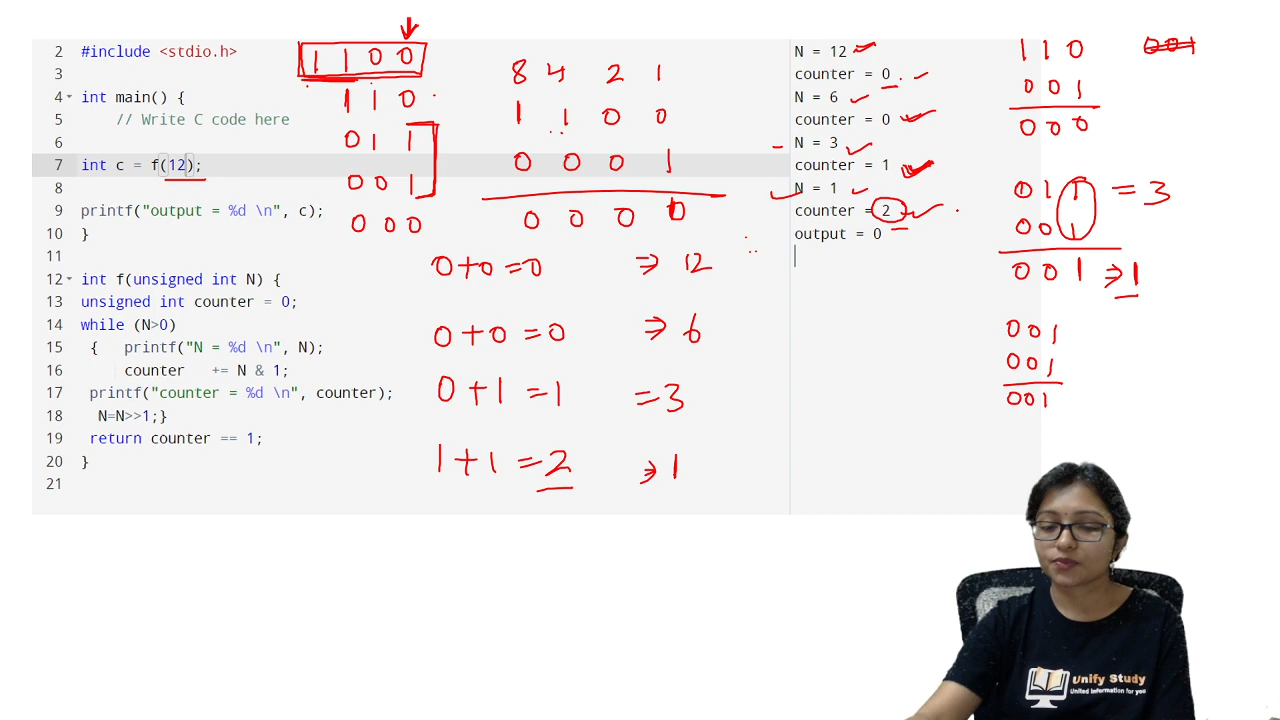 2 #include <stdio.h>
3
4 int main() {
5 // Write C code here
6
7 int c = f(12);
8
9 printf("output = %d \n", c);
10 }
11
12 int f(unsigned int N) {
13 unsigned int counter = 0;
14 while (N>0)
15 { printf("N = %d \n", N);
16 counter += N & 1;
17 printf("counter = %d \n", counter);
18 N=N>>1;}
19 return counter == 1;
20 }
21
1 1 0 0
1 1 0
0 1 1
0 0 1
0 0 0
8 4 2 1
1 1 0 0
0 0 0 1
0 0 0 0
0+0=0 ⇒ 12
0+0=0 ⇒ 6
0+1=1 =3
1+1=2 ⇒1
N = 12
counter = 0
N = 6
counter = 0
N = 3
counter = 1
N = 1
counter = 2
output = 0
1 1 0
0 0 1
0 0 0
0 1 1 = 3
0 0 1
0 0 1 ⇒1
0 0 1
0 0 1
0 0 1
001
Unify Study
United Information for you